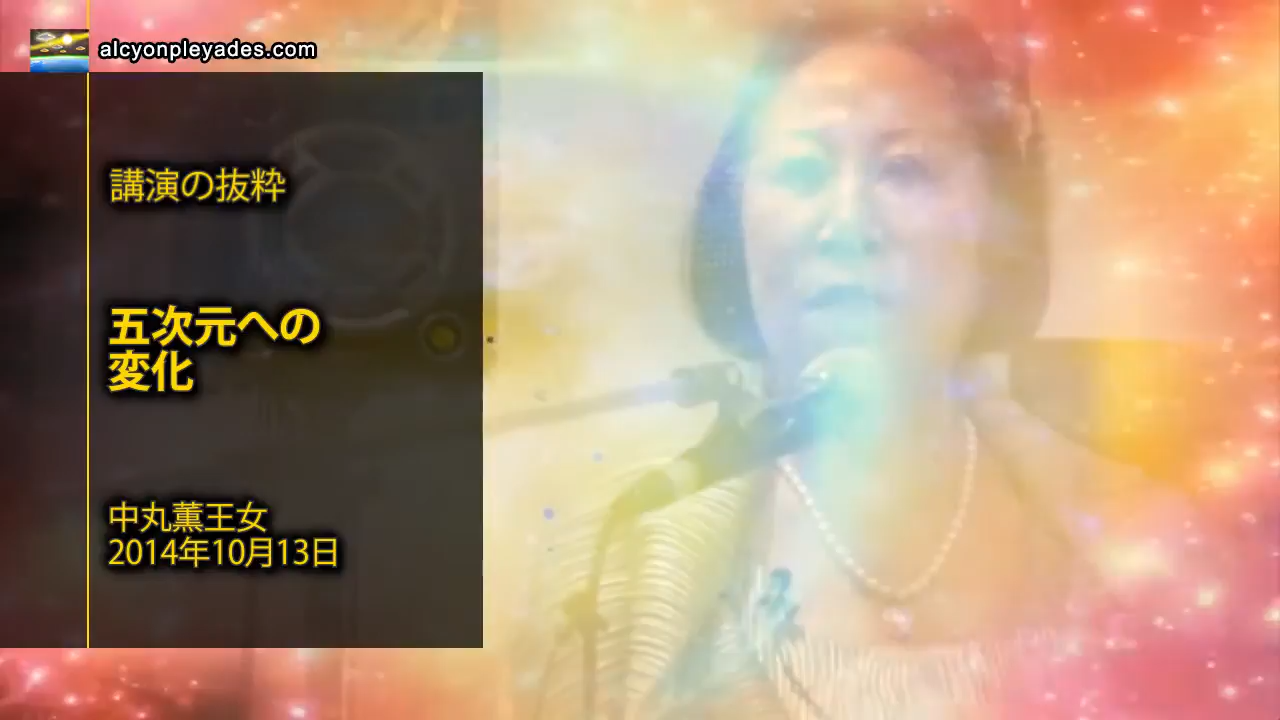 alcyonpleyades.com
講演の抜粋
五次元への
変化
中丸薫王女
2014年10月13日